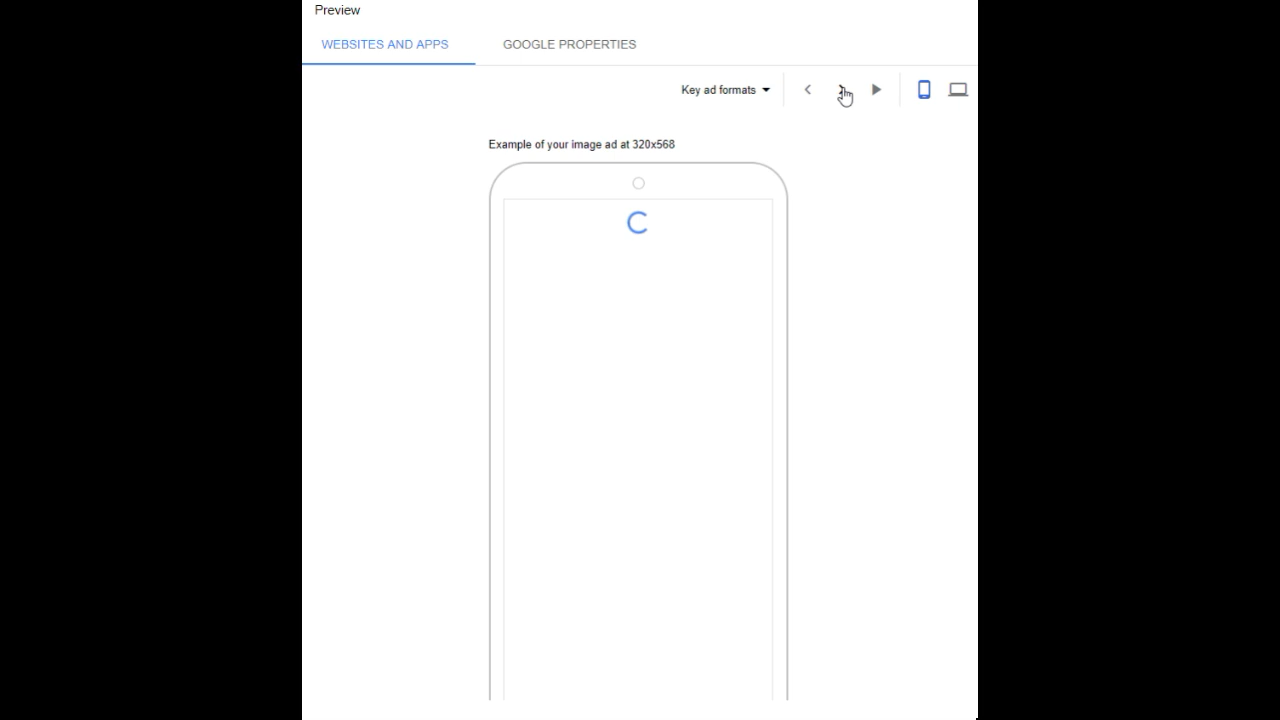 Preview
WEBSITES AND APPS
GOOGLE PROPERTIES
Key ad formats
Example of your image ad at 320x568